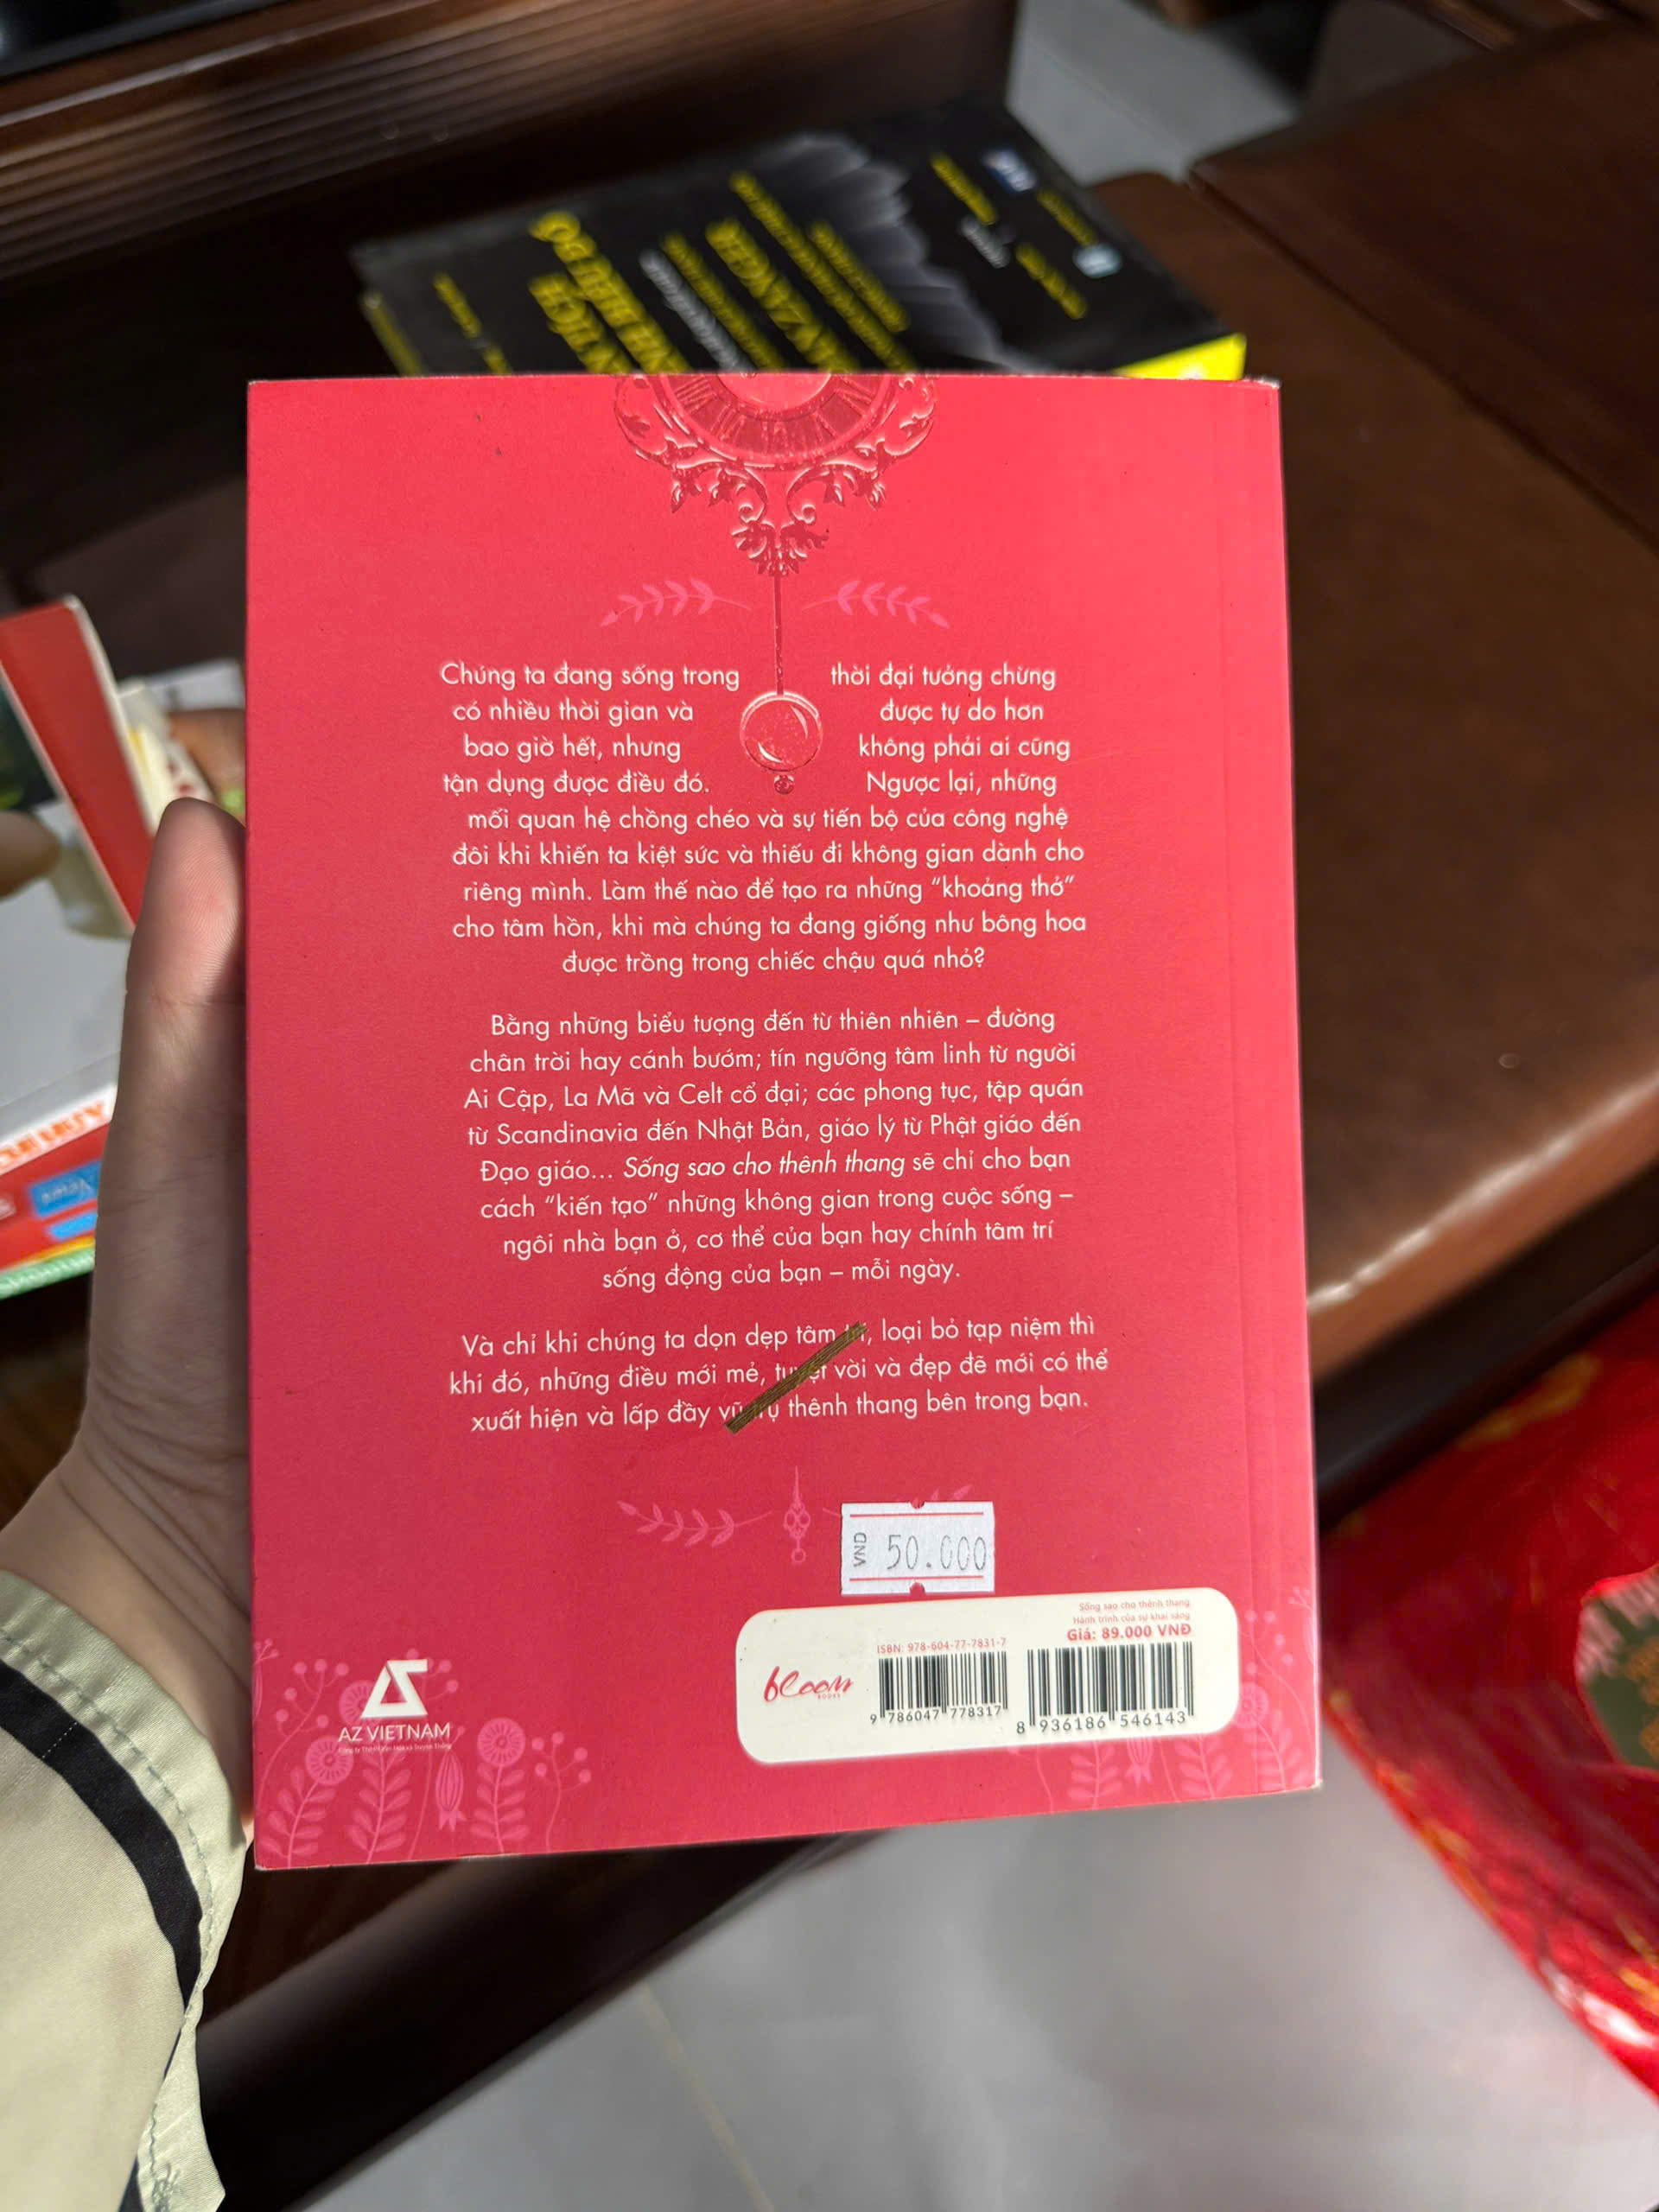 Chúng ta đang sống trong thời đại tưởng chừng
có nhiều thời gian và được tự do hơn
bao giờ hết, nhưng không phải ai cũng
tận dụng được điều đó. Ngược lại, những
mối quan hệ chồng chéo và sự tiến bộ của công nghệ
đôi khi khiến ta kiệt sức và thiếu đi không gian dành cho
riêng mình. Làm thế nào để tạo ra những “khoảng thở”
cho tâm hồn, khi mà chúng ta đang giống như bông hoa
được trồng trong chiếc chậu quá nhỏ?
Bằng những biểu tượng đến từ thiên nhiên – đường
chân trời hay cánh bướm; tín ngưỡng tâm linh từ người
Ai Cập, La Mã và Celt cổ đại; các phong tục, tập quán
từ Scandinavia đến Nhật Bản, giáo lý từ Phật giáo đến
Đạo giáo... Sống sao cho thênh thang sẽ chỉ cho bạn
cách “kiến tạo” những không gian trong cuộc sống –
ngôi nhà bạn ở, cơ thể của bạn hay chính tâm trí
sống động của bạn – mỗi ngày.
Và chỉ khi chúng ta dọn dẹp tâm , loại bỏ tạp niệm thì
khi đó, những điều mới mẻ, vời và đẹp đẽ mới có thể
xuất hiện và lấp đầy thênh thang bên trong bạn.
VND 50.000
Sống sao cho thênh thang
Hành trình của sự khai sáng
Giá: 89.000 VNĐ
ISBN: 978-604-77-7831-7
bloom
BOOKS
9 786047 778317
8 936186 546143
AZ VIETNAM